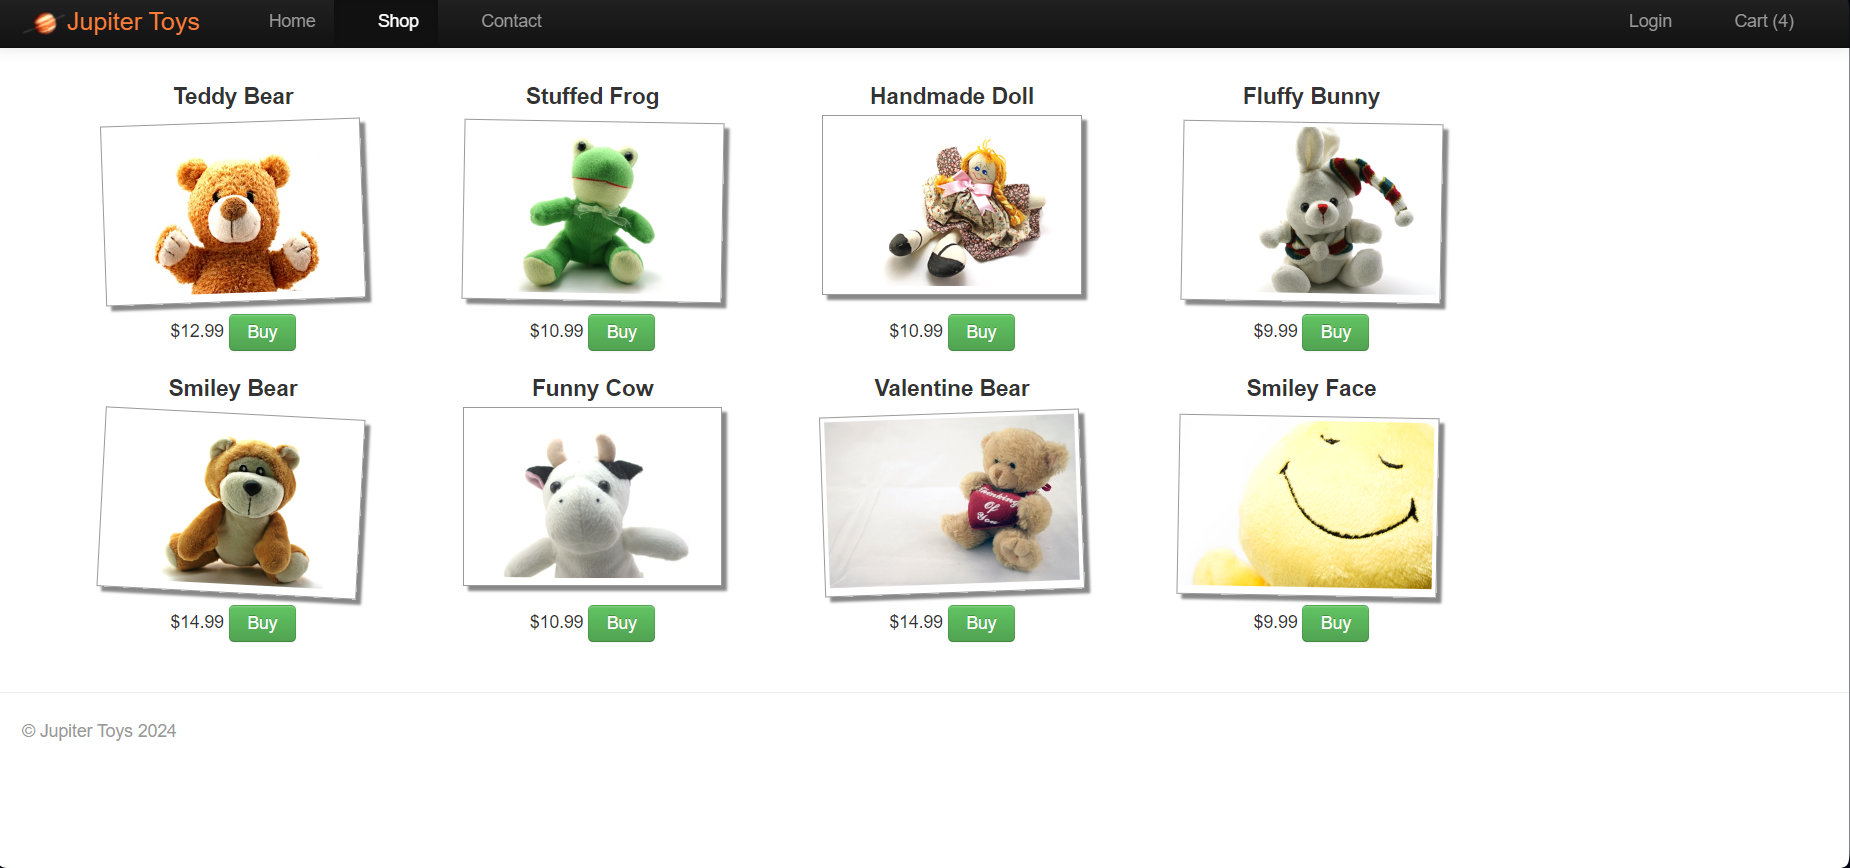 Jupiter Toys Home Shop Contact Login Cart (4)
Teddy Bear Stuffed Frog Handmade Doll Fluffy Bunny
$12.99 Buy $10.99 Buy $10.99 Buy $9.99 Buy
Smiley Bear Funny Cow Valentine Bear Smiley Face
Thinking
Of
You
$14.99 Buy $10.99 Buy $14.99 Buy $9.99 Buy
© Jupiter Toys 2024